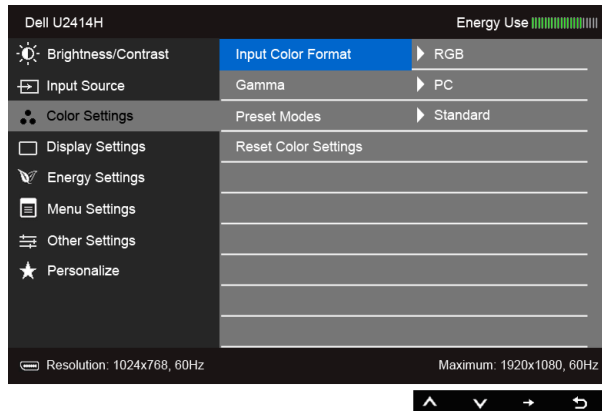 Dell U2414H Energy Use
Brightness/Contrast Input Color Format RGB
Input Source Gamma PC
Color Settings Preset Modes Standard
Display Settings Reset Color Settings
Energy Settings
Menu Settings
Other Settings
Personalize
Resolution: 1024x768, 60Hz Maximum: 1920x1080, 60Hz